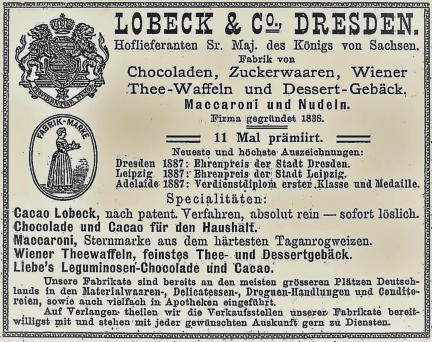 LOBECK & Co., DRESDEN.
Hoflieferanten Sr. Maj. des Königs von Sachsen.
Fabrik von
Chocoladen, Zuckerwaaren, Wiener
Thee-Waffeln und Dessert-Gebäck,
Maccaroni und Nudeln.
Firma gegründet 1838.
FABRIK-MARKE
11 Mal prämiirt.
Neueste und höchste Auszeichnungen:
Dresden 1887: Ehrenpreis der Stadt Dresden.
Leipzig 1887: Ehrenpreis der Stadt Leipzig.
Adelaide 1887: Verdienstdiplom erster Klasse und Medaille.
Specialitäten:
Cacao Lobeck, nach patent. Verfahren, absolut rein — sofort löslich.
Chocolade und Cacao für den Haushalt.
Maccaroni, Sternmarke aus dem härtesten Taganrogweizen.
Wiener Theewaffeln, feinstes Thee- und Dessertgebäck.
Liebe's Leguminosen-Chocolade und Cacao.
Unsere Fabrikate sind bereits an den meisten grösseren Plätzen Deutsch-
lands in den Materialwaaren-, Delicatessen-, Droguen-Handlungen und Condito-
reien, sowie auch vielfach in Apotheken eingeführt.
Auf Verlangen theilen wir die Verkaufsstellen unserer Fabrikate bereit-
willigst mit und stehen mit jeder gewünschten Auskunft gern zu Diensten.